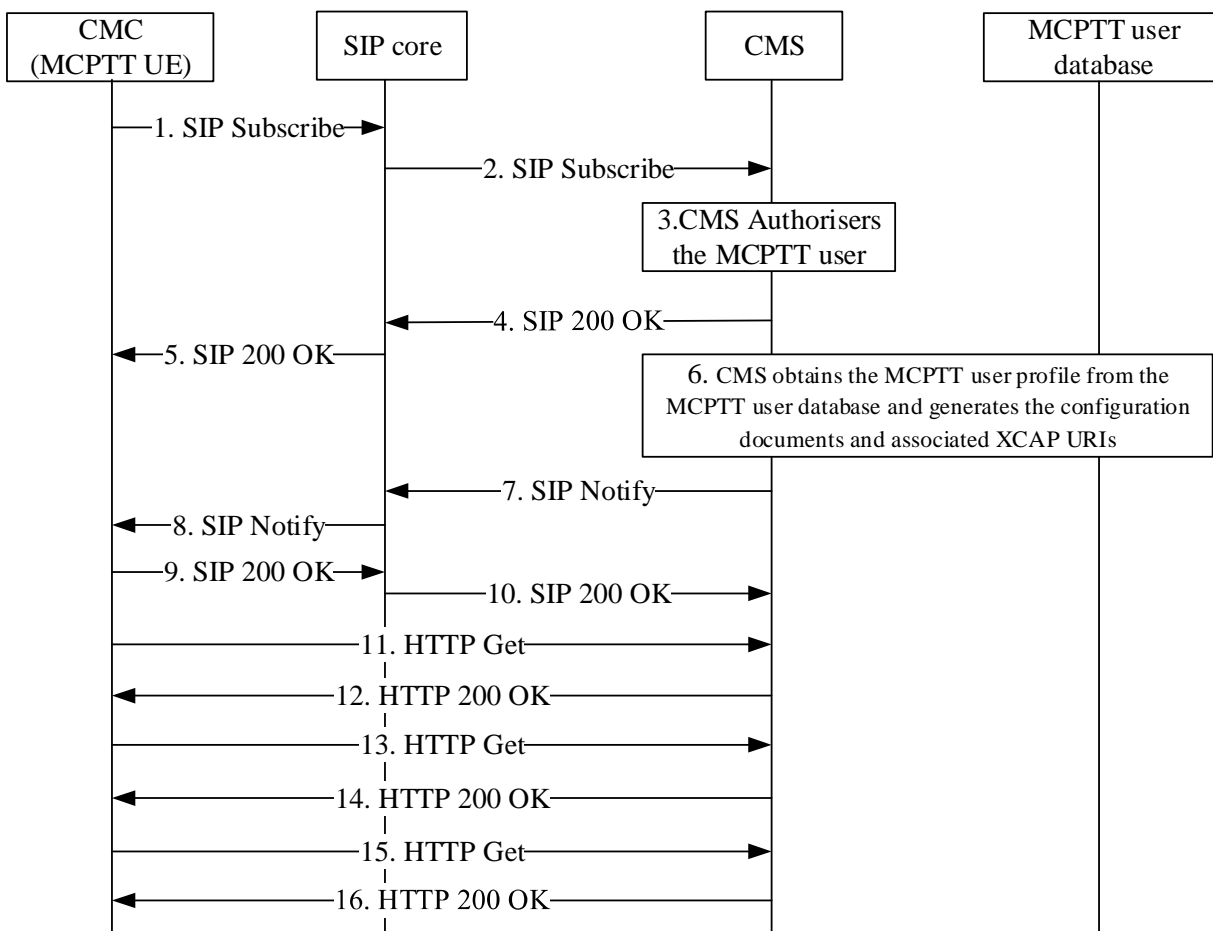 CMC
(MCPTT UE)
SIP core
CMS
MCPTT user
database
1. SIP Subscribe
2. SIP Subscribe
3.CMS Authorisers
the MCPTT user
4. SIP 200 OK
5. SIP 200 OK
6. CMS obtains the MCPTT user profile from the
MCPTT user database and generates the configuration
documents and associated XCAP URIs
7. SIP Notify
8. SIP Notify
9. SIP 200 OK
10. SIP 200 OK
11. HTTP Get
12. HTTP 200 OK
13. HTTP Get
14. HTTP 200 OK
15. HTTP Get
16. HTTP 200 OK